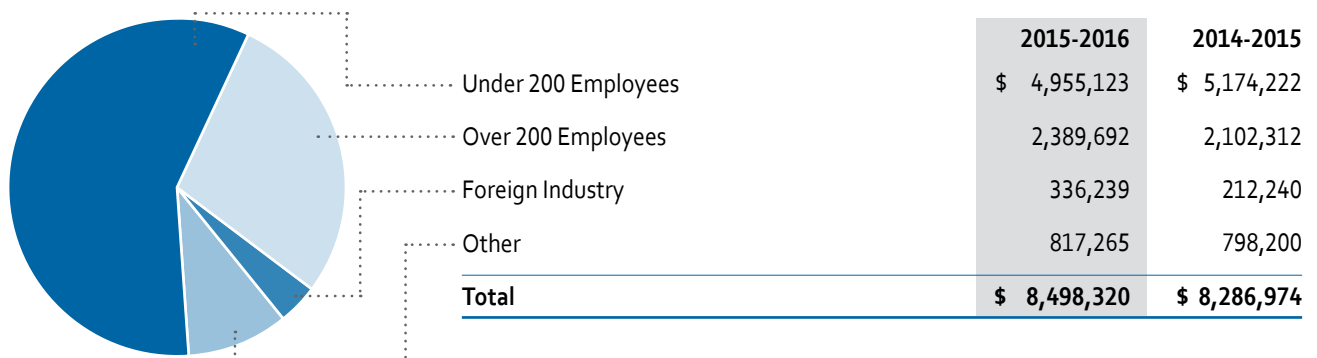 2015-2016 2014-2015
Under 200 Employees $ 4,955,123 $ 5,174,222
Over 200 Employees 2,389,692 2,102,312
Foreign Industry 336,239 212,240
Other 817,265 798,200
Total $ 8,498,320 $ 8,286,974